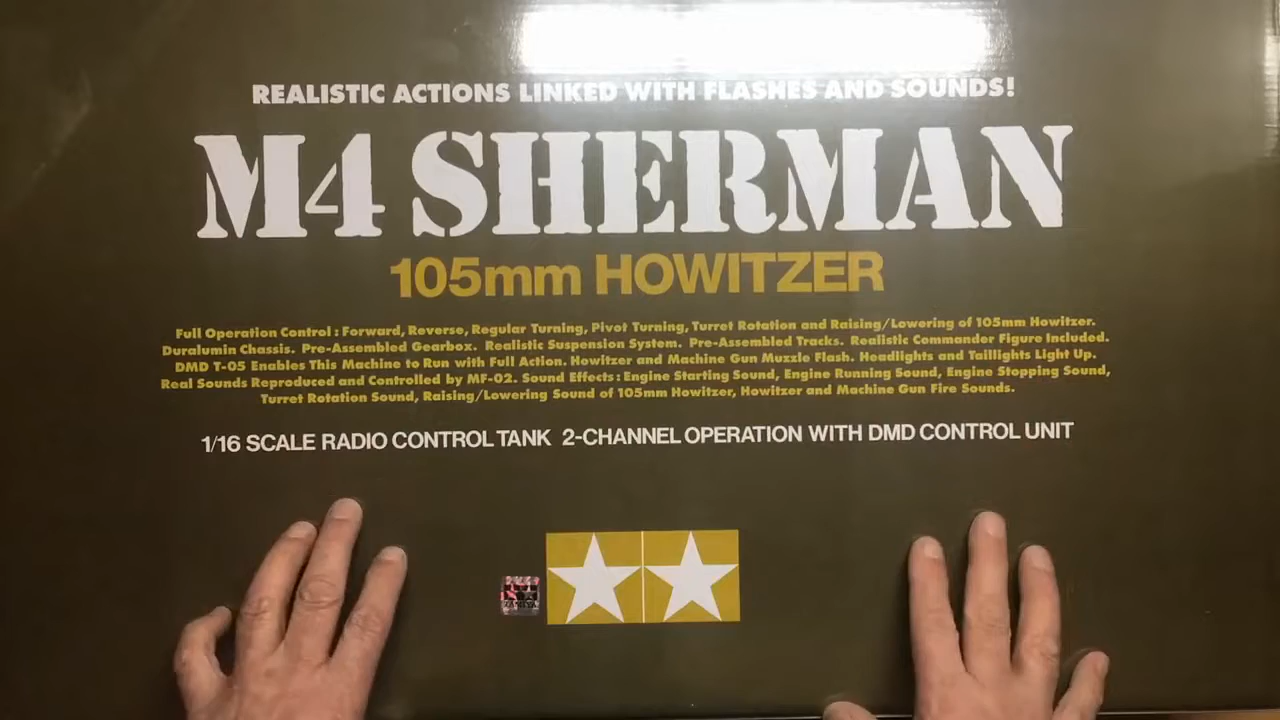 REALISTIC ACTIONS LINKED WITH FLASHES AND SOUNDS!
M4 SHERMAN
105mm HOWITZER
Full Operation Control : Forward, Reverse, Regular Turning, Pivot Turning, Turret Rotation and Raising/Lowering of 105mm Howitzer.
Duralumin Chassis. Pre-Assembled Gearbox. Realistic Suspension System. Pre-Assembled Tracks. Realistic Commander Figure Included.
DMD T-05 Enables This Machine to Run with Full Action. Howitzer and Machine Gun Muzzle Flash. Headlights and Taillights Light Up.
Real Sounds Reproduced and Controlled by MF-02. Sound Effects : Engine Starting Sound, Engine Running Sound, Engine Stopping Sound,
Turret Rotation Sound, Raising/Lowering Sound of 105mm Howitzer, Howitzer and Machine Gun Fire Sounds.
1/16 SCALE RADIO CONTROL TANK 2-CHANNEL OPERATION WITH DMD CONTROL UNIT
TAMIYA